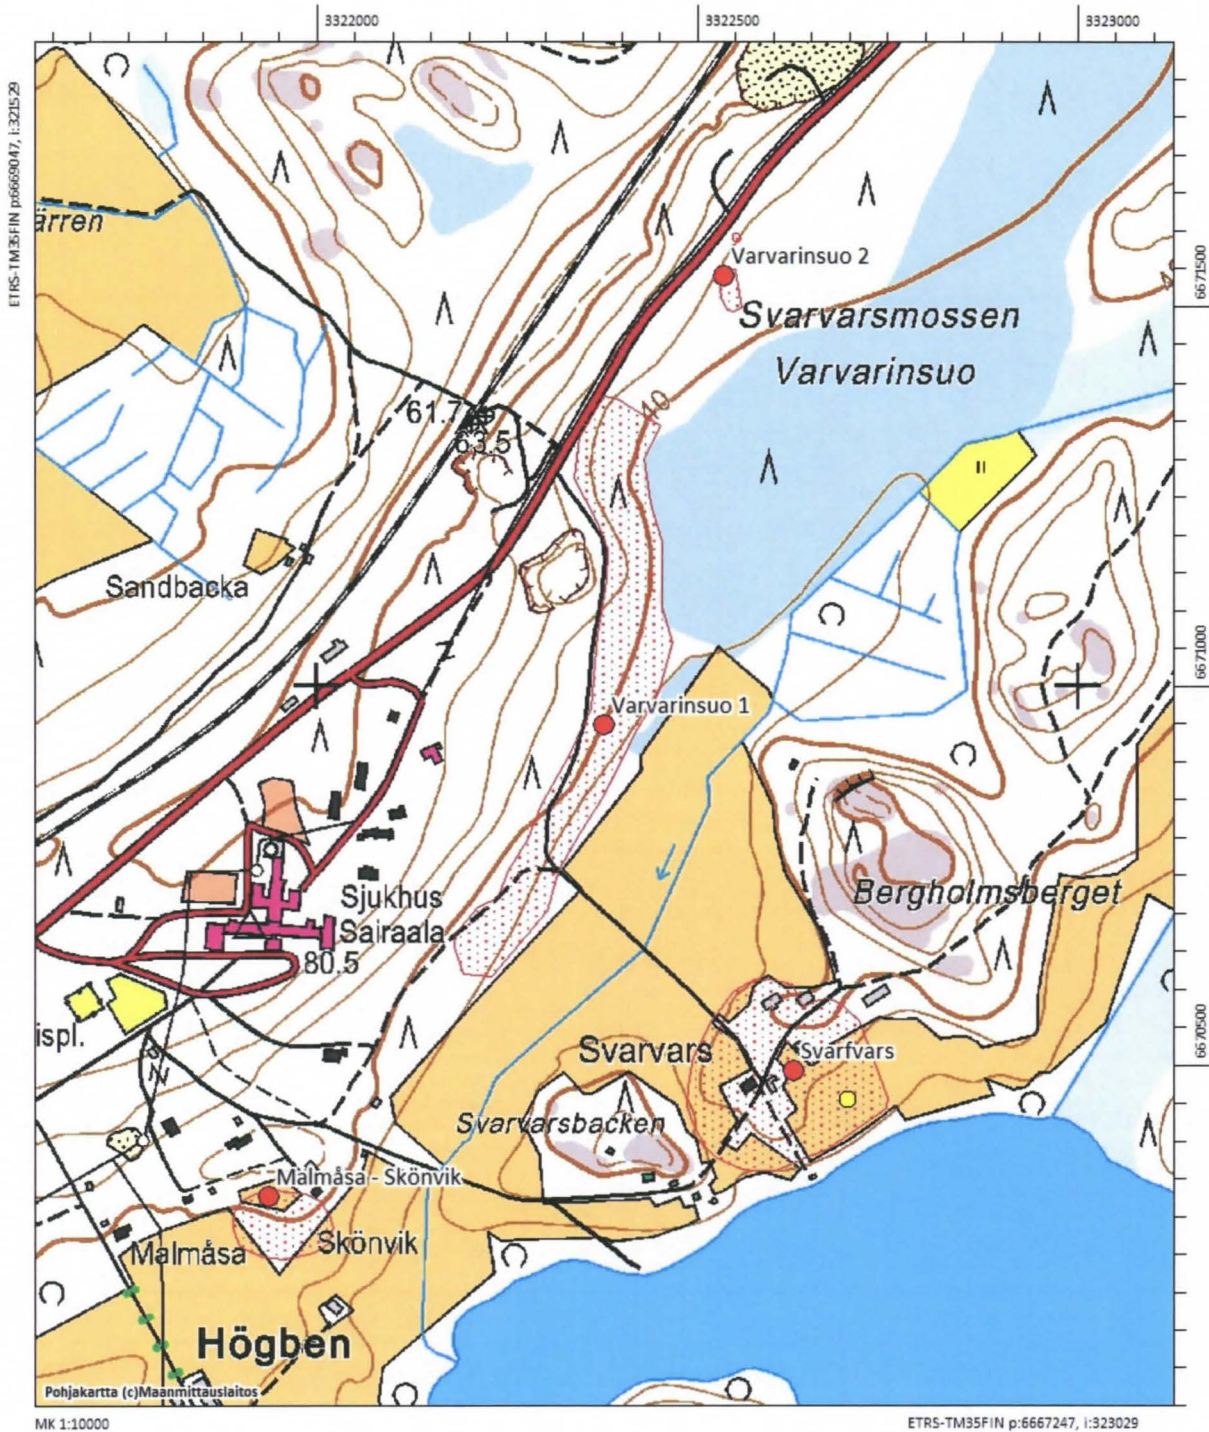 3322000
3322500
3323000
ETRS-TM35FIN p:6669047, i:321529
ärren
Varvarinsuo 2
6671500
Svarvarsmossen
Varvarinsuo
40
61.7
63.5
II
Sandbacka
6671000
Varvarinsuo 1
Sjukhus
Sairaala
Bergholmsberget
80.5
ispl.
6670500
Svarvars
Svarfvars
Svarvarsbacken
Malmåsa - Skönvik
Malmåsa
Skönvik
Högben
Pohjakartta (c)Maanmittauslaitos
MK 1:10000
ETRS-TM35FIN p:6667247, i:323029